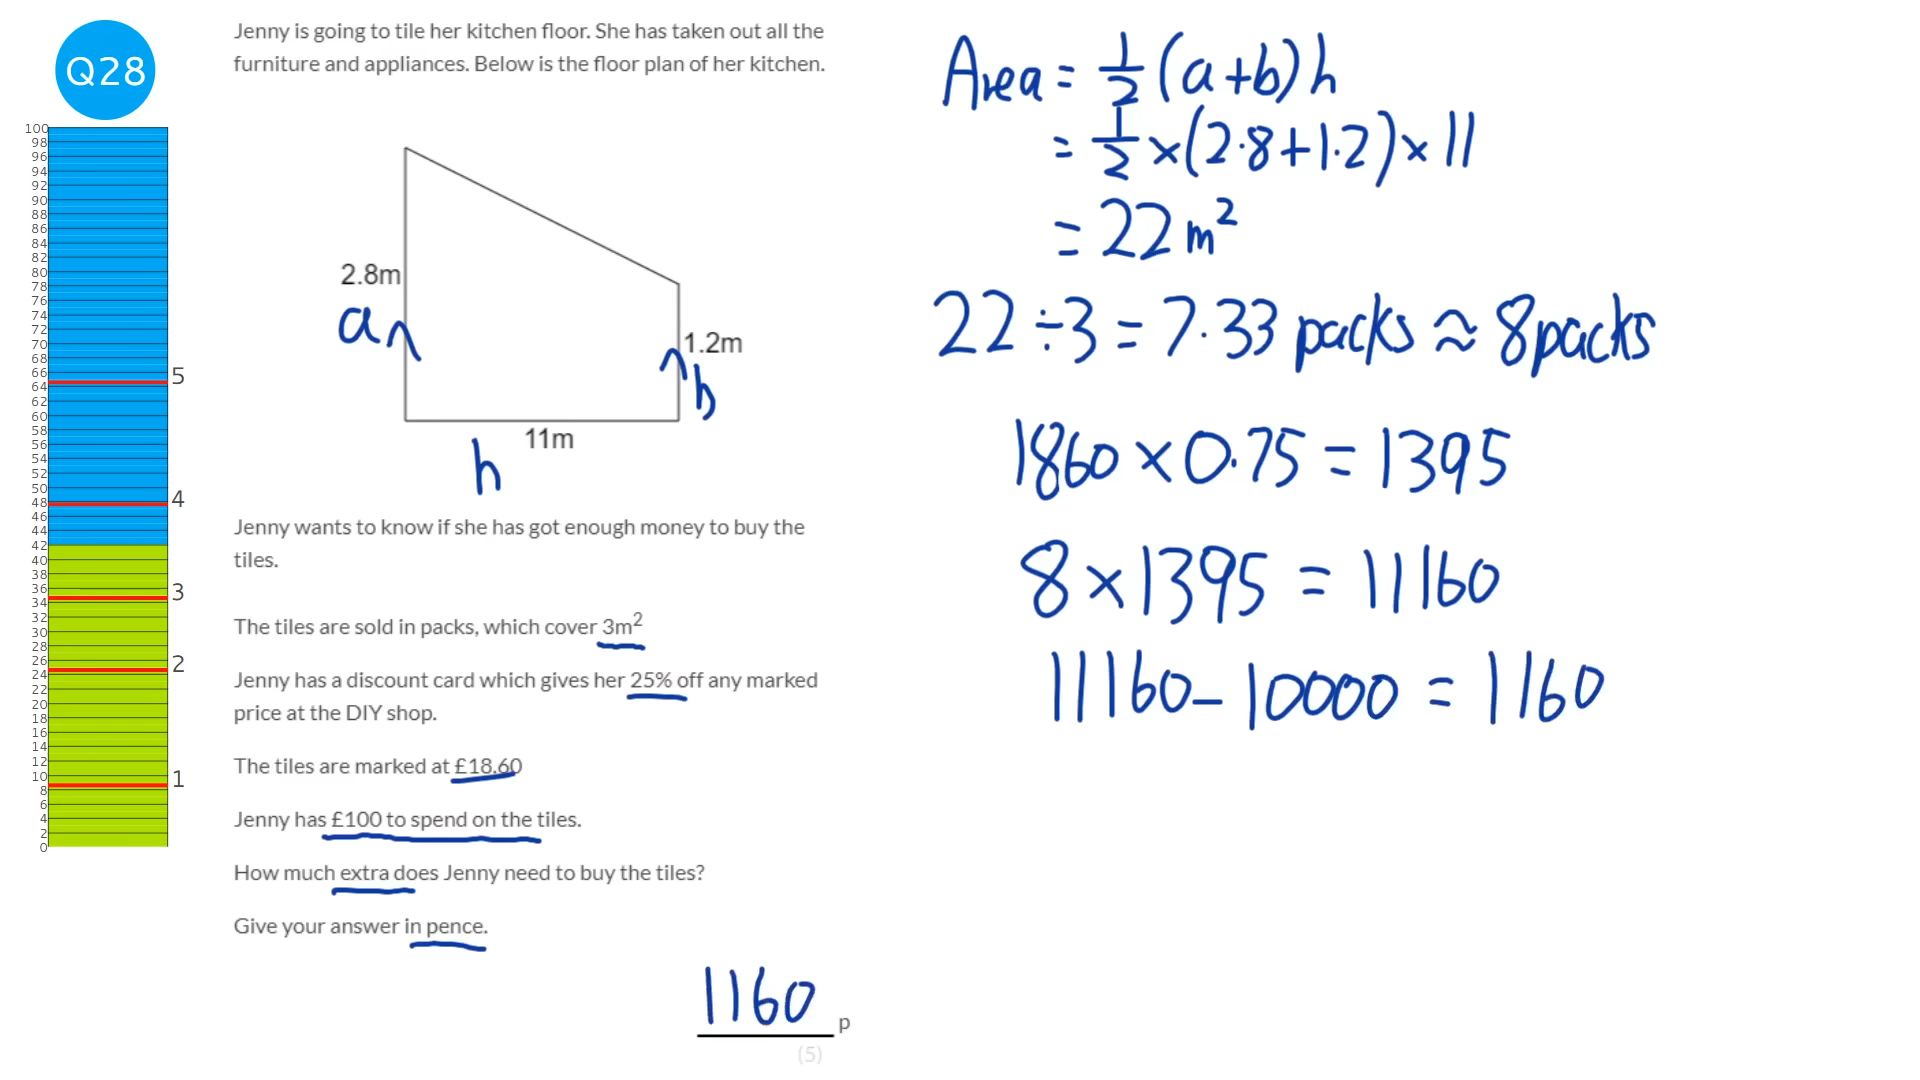 Q28
Jenny is going to tile her kitchen floor. She has taken out all the
furniture and appliances. Below is the floor plan of her kitchen.
2.8m
a
1.2m
b
11m
h
Jenny wants to know if she has got enough money to buy the
tiles.
The tiles are sold in packs, which cover 3m²
Jenny has a discount card which gives her 25% off any marked
price at the DIY shop.
The tiles are marked at £18.60
Jenny has £100 to spend on the tiles.
How much extra does Jenny need to buy the tiles?
Give your answer in pence.
1160 p
(5)
Area = 1/2 (a+b)h
= 1/2 × (2.8+1.2) × 11
= 22 m²
22 ÷ 3 = 7.33 packs ≈ 8 packs
1860 × 0.75 = 1395
8 × 1395 = 11160
11160 - 10000 = 1160
100
98
96
94
92
90
88
86
84
82
80
78
76
74
72
70
68
66
64
62
60
58
56
54
52
50
48
46
44
42
40
38
36
34
32
30
28
26
24
22
20
18
16
14
12
10
8
6
4
2
0
5
4
3
2
1